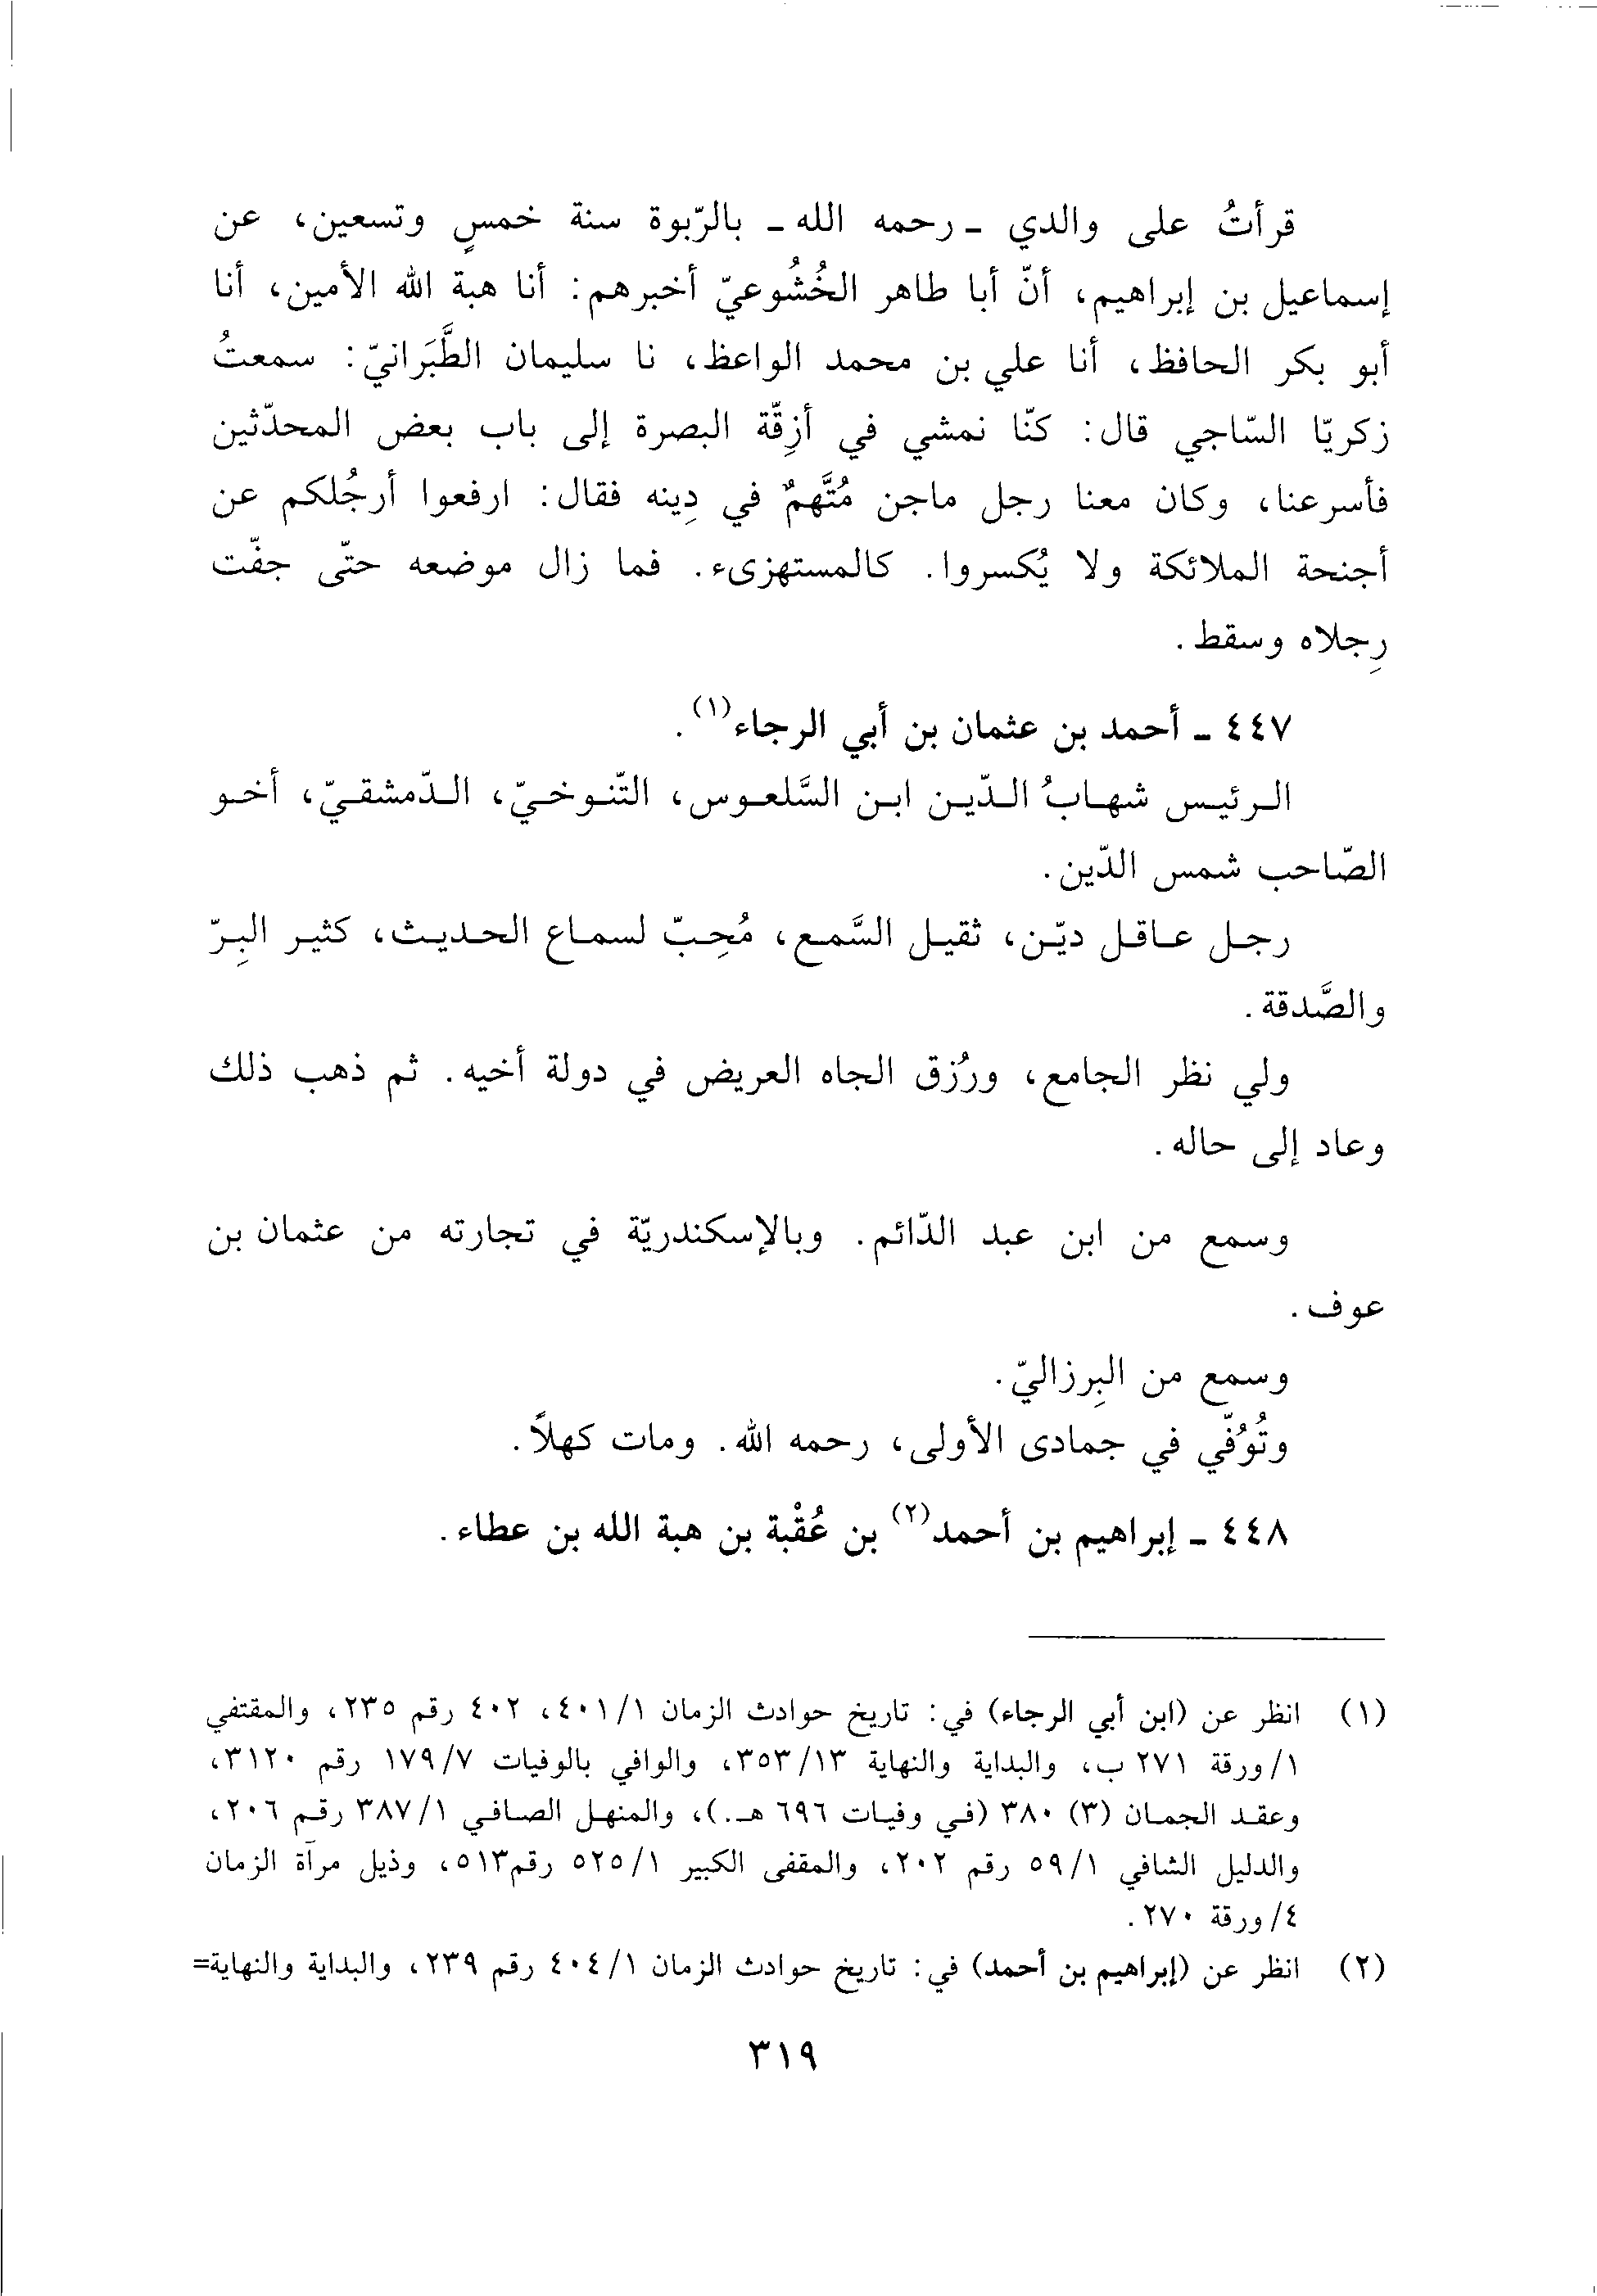 قرأتُ على والدي ـ رحمه الله ـ بالرّبوة سنة خمسٍ وتسعين، عن
إسماعيل بن إبراهيم، أنّ أبا طاهر الخُشُوعيّ أخبرهم: أنا هبة الله الأمين، أنا
أبو بكر الحافظ، أنا علي بن محمد الواعظ، نا سليمان الطَّبَرانيّ: سمعتُ
زكريّا السّاجي قال: كنّا نمشي في أزِقّة البصرة إلى باب بعض المحدّثين
فأسرعنا، وكان معنا رجل ماجن مُتَّهمٌ في دِينه فقال: ارفعوا أرجُلكم عن
أجنحة الملائكة ولا يُكسروا. كالمستهزىء. فما زال موضعه حتّى جفّت
رِجلاه وسقط.
٤٤٧ ـ أحمد بن عثمان بن أبي الرجاء(١).
الرئيس شهابُ الدّين ابن السَّلعوس، التّنوخيّ، الدّمشقيّ، أخو
الصّاحب شمس الدّين.
رجل عاقل ديّن، ثقيل السَّمع، مُحِبّ لسماع الحديث، كثير البِرّ
والصَّدقة.
ولي نظر الجامع، ورُزق الجاه العريض في دولة أخيه. ثم ذهب ذلك
وعاد إلى حاله.
وسمع من ابن عبد الدّائم. وبالإسكندريّة في تجارته من عثمان بن
عوف.
وسمع من البِرزاليّ.
وتُوُفّي في جمادى الأولى، رحمه الله. ومات كهلاً.
٤٤٨ ـ إبراهيم بن أحمد(٢) بن عُقْبة بن هبة الله بن عطاء.
(١) انظر عن (ابن أبي الرجاء) في: تاريخ حوادث الزمان ٤٠١/١، ٤٠٢ رقم ٢٣٥، والمقتفي
١/ورقة ٢٧١ ب، والبداية والنهاية ٣٥٣/١٣، والوافي بالوفيات ١٧٩/٧ رقم ٣١٢٠،
وعقد الجمان (٣) ٣٨٠ (في وفيات ٦٩٦ هـ.)، والمنهل الصافي ٣٨٧/١ رقم ٢٠٦،
والدليل الشافي ٥٩/١ رقم ٢٠٢، والمقفى الكبير ٥٢٥/١ رقم٥١٣، وذيل مرآة الزمان
٤/ورقة ٢٧٠.
(٢) انظر عن (إبراهيم بن أحمد) في: تاريخ حوادث الزمان ٤٠٤/١ رقم ٢٣٩، والبداية والنهاية=
٣١٩